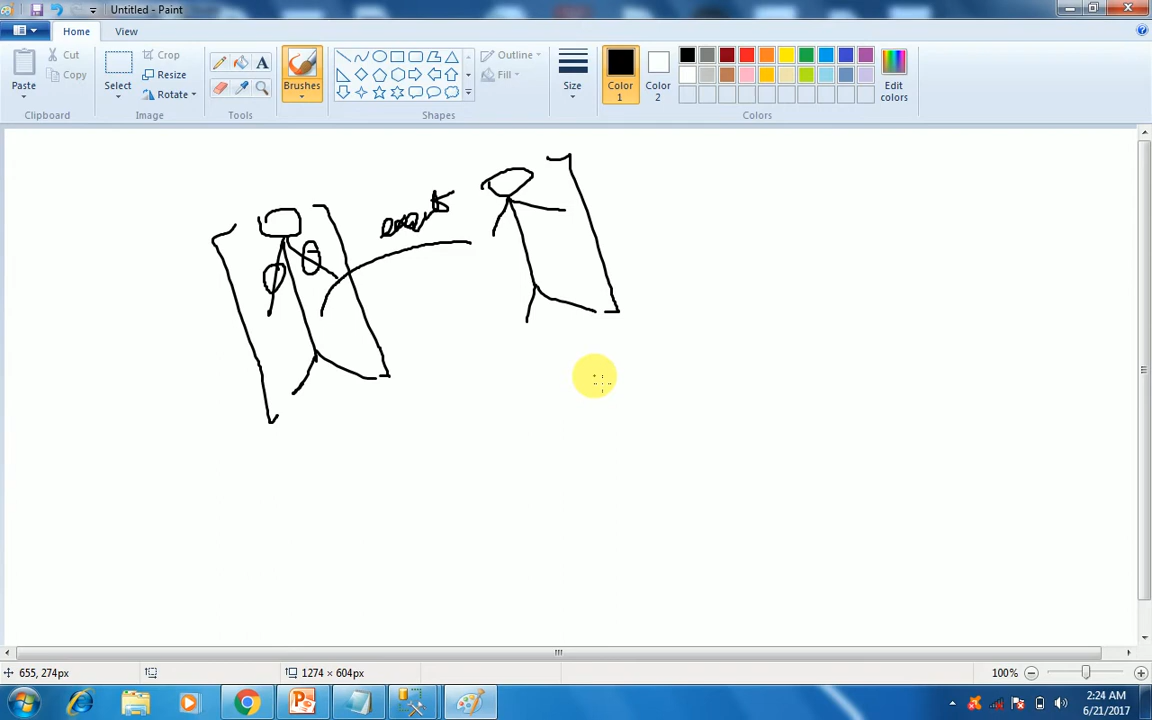 Untitled - Paint
Home
View
Paste
Cut
Copy
Clipboard
Select
Crop
Resize
Rotate
Image
Tools
Brushes
Outline
Fill
Shapes
Size
Color
1
Color
2
Edit
colors
Colors
655, 274px
1274 × 604px
100%
2:24 AM
6/21/2017